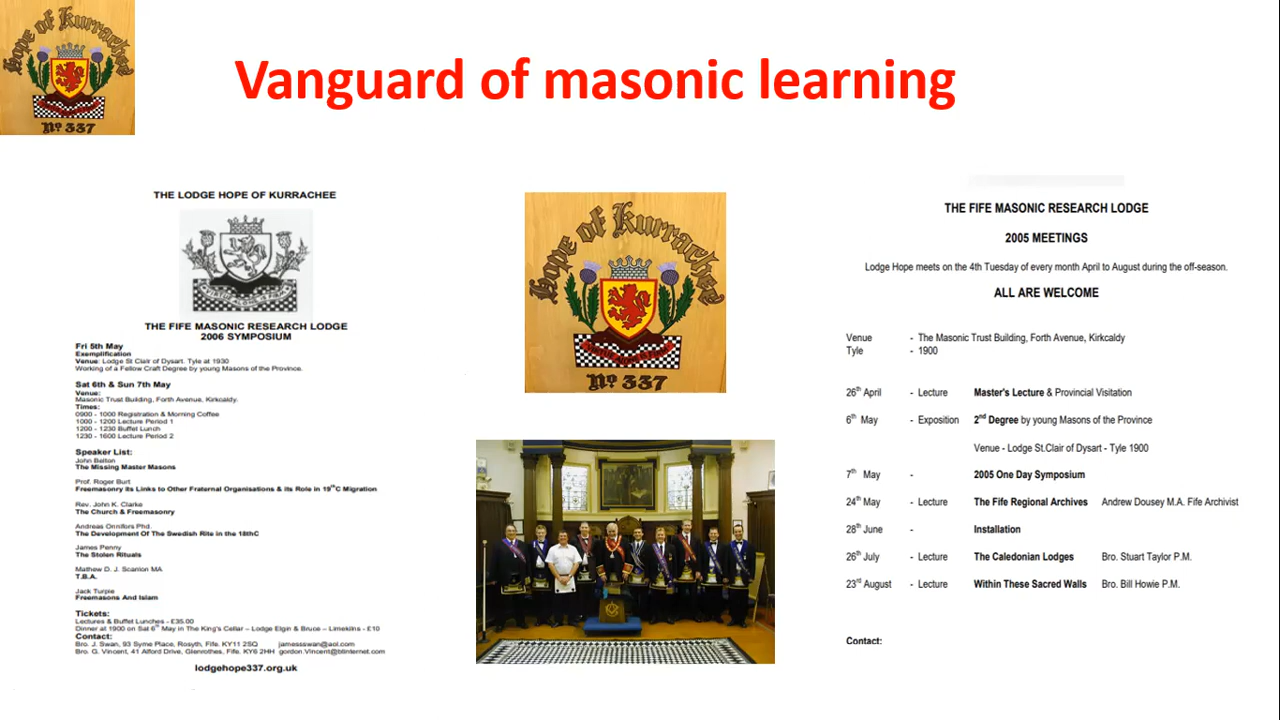 Hope of Kurrachee
Nº 337
Vanguard of masonic learning
THE LODGE HOPE OF KURRACHEE
THE FIFE MASONIC RESEARCH LODGE
2006 SYMPOSIUM
Fri 5th May
Exemplification
Venue: Lodge St Clair of Dysart. Tyle at 1930
Working of a Fellow Craft Degree by young Masons of the Province.
Sat 6th & Sun 7th May
Venue:
Masonic Trust Building, Forth Avenue, Kirkcaldy.
Times:
0900 - 1000 Registration & Morning Coffee
1000 - 1200 Lecture Period 1
1200 - 1230 Buffet Lunch
1230 - 1600 Lecture Period 2
Speaker List:
John Belton
The Missing Master Masons
Prof. Roger Burt
Freemasonry its Links to Other Fraternal Organisations & its Role in 19thC Migration
Rev. John K. Clarke
The Church & Freemasonry
Andreas Onnifors Phd.
The Development Of The Swedish Rite in the 18thC
James Penny
The Stolen Rituals
Mathew D. J. Scanlon MA
T.B.A.
Jack Turpie
Freemasons And Islam
Tickets:
Lectures & Buffet Lunches - £35.00
Dinner at 1900 on Sat 6th May in The King's Cellar – Lodge Elgin & Bruce – Limekilns - £10
Contact:
Bro. J. Swan, 93 Syme Place, Rosyth, Fife. KY11 2SQ jamessswan@aol.com
Bro. G. Vincent, 41 Alford Drive, Glenrothes, Fife. KY6 2HH gordon.Vincent@btinternet.com
lodgehope337.org.uk
Hope of Kurrachee
Nº 337
THE FIFE MASONIC RESEARCH LODGE
2005 MEETINGS
Lodge Hope meets on the 4th Tuesday of every month April to August during the off-season.
ALL ARE WELCOME
Venue - The Masonic Trust Building, Forth Avenue, Kirkcaldy
Tyle - 1900
26th April - Lecture Master's Lecture & Provincial Visitation
6th May - Exposition 2nd Degree by young Masons of the Province
Venue - Lodge St.Clair of Dysart - Tyle 1900
7th May - 2005 One Day Symposium
24th May - Lecture The Fife Regional Archives Andrew Dousey M.A. Fife Archivist
28th June - Installation
26th July - Lecture The Caledonian Lodges Bro. Stuart Taylor P.M.
23rd August - Lecture Within These Sacred Walls Bro. Bill Howie P.M.
Contact: